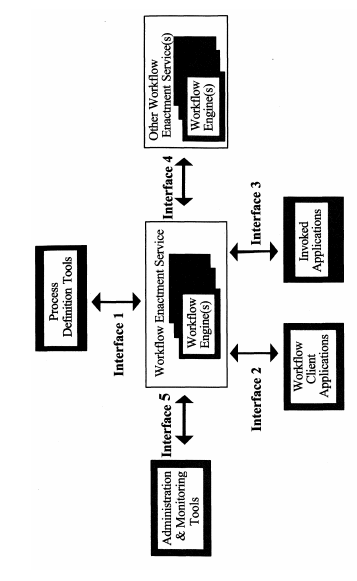 Process
Definition Tools
Interface 1
Administration
& Monitoring
Tools
Interface 5
Workflow Enactment Service
Workflow
Engine(s)
Interface 4
Other Workflow
Enactment Service(s)
Workflow
Engine(s)
Interface 2
Interface 3
Workflow
Client
Applications
Invoked
Applications